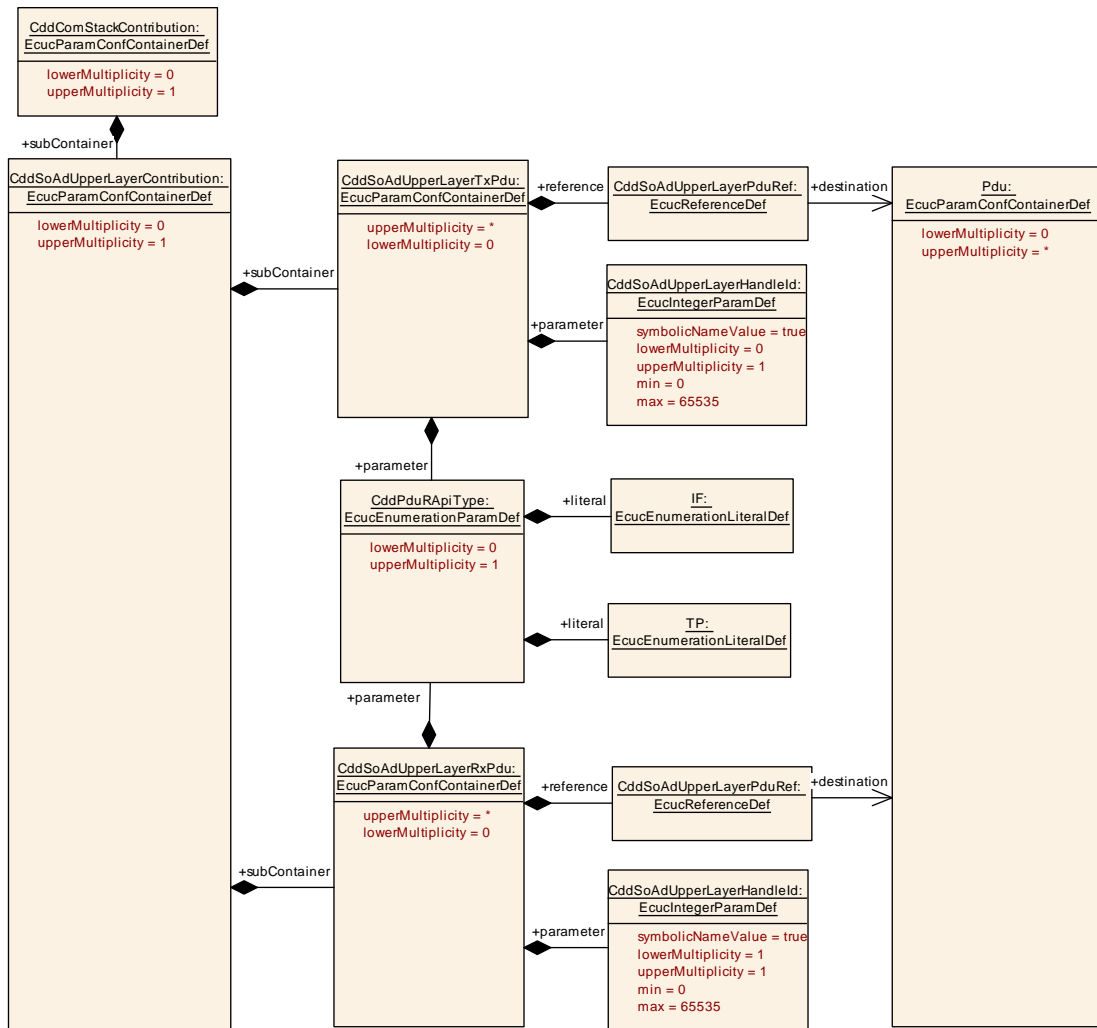 CddComStackContribution:
EcucParamConfContainerDef
lowerMultiplicity = 0
upperMultiplicity = 1
+subContainer
CddSoAdUpperLayerContribution:
EcucParamConfContainerDef
lowerMultiplicity = 0
upperMultiplicity = 1
+subContainer
CddSoAdUpperLayerTxPdu:
EcucParamConfContainerDef
upperMultiplicity = *
lowerMultiplicity = 0
+reference
CddSoAdUpperLayerPduRef:
EcucReferenceDef
+destination
Pdu:
EcucParamConfContainerDef
lowerMultiplicity = 0
upperMultiplicity = *
+parameter
CddSoAdUpperLayerHandleId:
EcucIntegerParamDef
symbolicNameValue = true
lowerMultiplicity = 0
upperMultiplicity = 1
min = 0
max = 65535
+parameter
CddPduRApiType:
EcucEnumerationParamDef
lowerMultiplicity = 0
upperMultiplicity = 1
+literal
IF:
EcucEnumerationLiteralDef
+literal
TP:
EcucEnumerationLiteralDef
+parameter
+subContainer
CddSoAdUpperLayerRxPdu:
EcucParamConfContainerDef
upperMultiplicity = *
lowerMultiplicity = 0
+reference
CddSoAdUpperLayerPduRef:
EcucReferenceDef
+destination
+parameter
CddSoAdUpperLayerHandleId:
EcucIntegerParamDef
symbolicNameValue = true
lowerMultiplicity = 1
upperMultiplicity = 1
min = 0
max = 65535